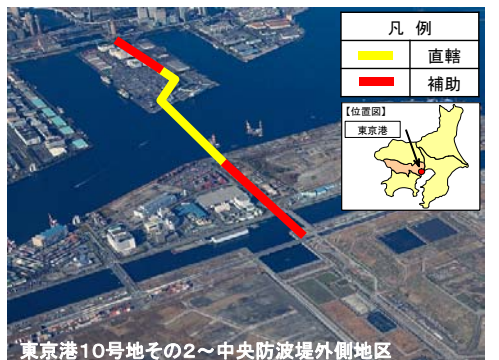 凡 例
直轄
補助
【位置図】
東京港
東京港10号地その2~中央防波堤外側地区